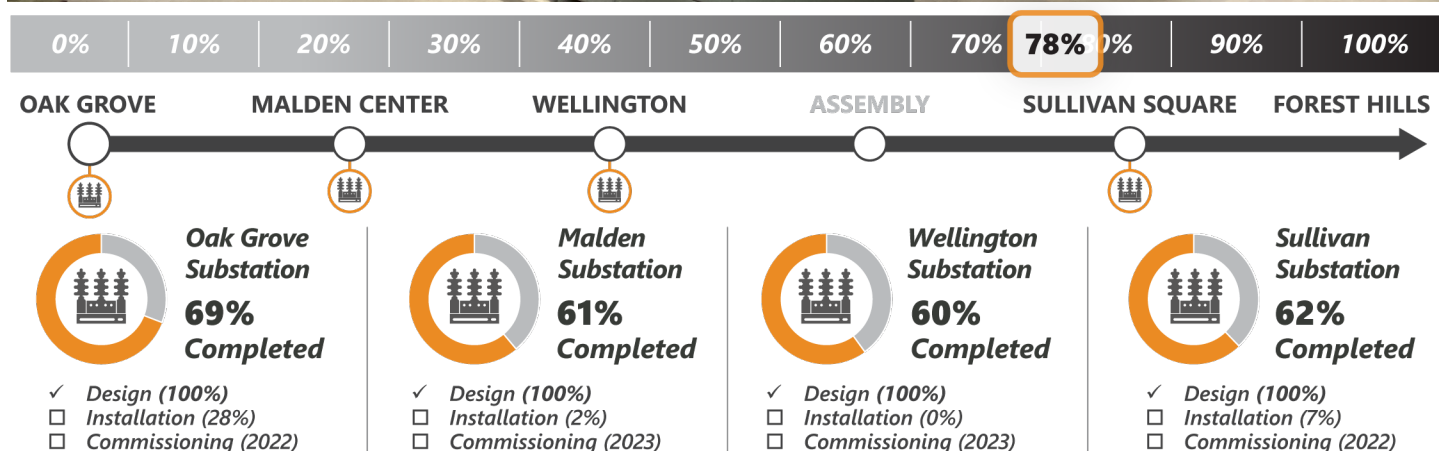 0% 10% 20% 30% 40% 50% 60% 70% 78% 80% 90% 100%
OAK GROVE MALDEN CENTER WELLINGTON ASSEMBLY SULLIVAN SQUARE FOREST HILLS
Oak Grove
Substation
69%
Completed
✓ Design (100%)
☐ Installation (28%)
☐ Commissioning (2022)
Malden
Substation
61%
Completed
✓ Design (100%)
☐ Installation (2%)
☐ Commissioning (2023)
Wellington
Substation
60%
Completed
✓ Design (100%)
☐ Installation (0%)
☐ Commissioning (2023)
Sullivan
Substation
62%
Completed
✓ Design (100%)
☐ Installation (7%)
☐ Commissioning (2022)